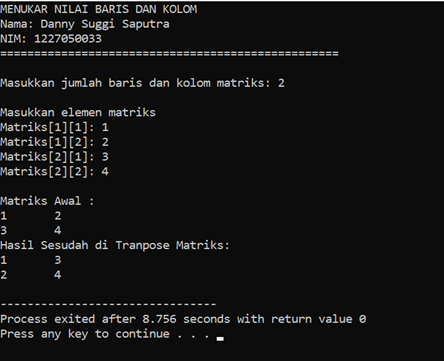 MENUKAR NILAI BARIS DAN KOLOM
Nama: Danny Suggi Saputra
NIM: 1227050033
==================================================
Masukkan jumlah baris dan kolom matriks: 2
Masukkan elemen matriks
Matriks[1][1]: 1
Matriks[1][2]: 2
Matriks[2][1]: 3
Matriks[2][2]: 4
Matriks Awal :
1 2
3 4
Hasil Sesudah di Tranpose Matriks:
1 3
2 4
--------------------------------
Process exited after 8.756 seconds with return value 0
Press any key to continue . . .